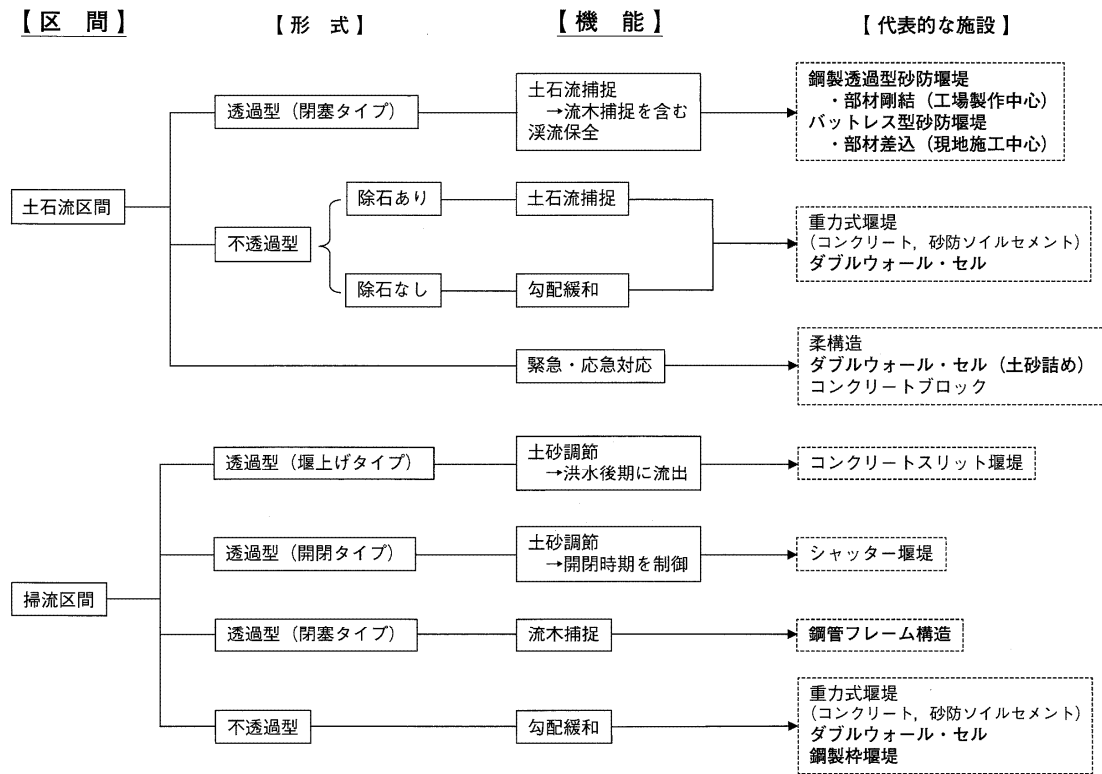 【区　間】
【形　式】
【機　能】
【代表的な施設】
土石流区間
透過型（閉塞タイプ）
土石流捕捉
→流木捕捉を含む
渓流保全
鋼製透過型砂防堰堤
・部材剛結（工場製作中心）
バットレス型砂防堰堤
・部材差込（現地施工中心）
不透過型
除石あり
土石流捕捉
除石なし
勾配緩和
重力式堰堤
（コンクリート，砂防ソイルセメント）
ダブルウォール・セル
緊急・応急対応
柔構造
ダブルウォール・セル（土砂詰め）
コンクリートブロック
掃流区間
透過型（堰上げタイプ）
土砂調節
→洪水後期に流出
コンクリートスリット堰堤
透過型（開閉タイプ）
土砂調節
→開閉時期を制御
シャッター堰堤
透過型（閉塞タイプ）
流木捕捉
鋼管フレーム構造
不透過型
勾配緩和
重力式堰堤
（コンクリート，砂防ソイルセメント）
ダブルウォール・セル
鋼製枠堰堤